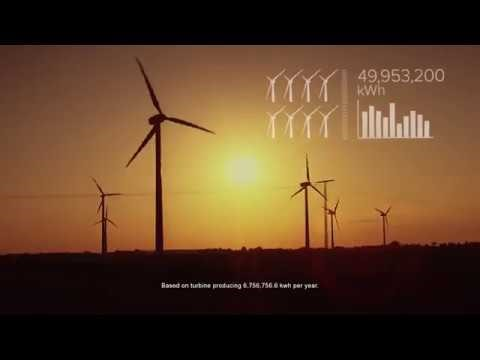 49,953,200
kWh
Based on turbine producing 6,756,756.6 kwh per year.